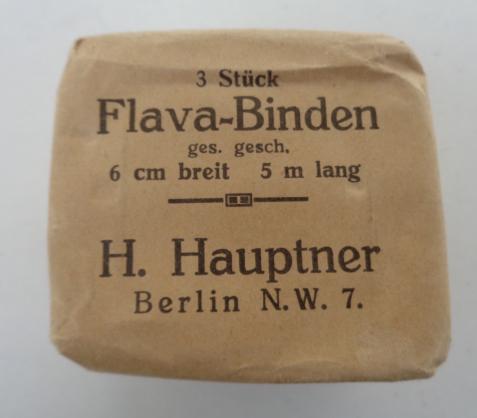 3 Stück
Flava-Binden
ges. gesch.
6 cm breit 5 m lang
H. Hauptner
Berlin N.W. 7.